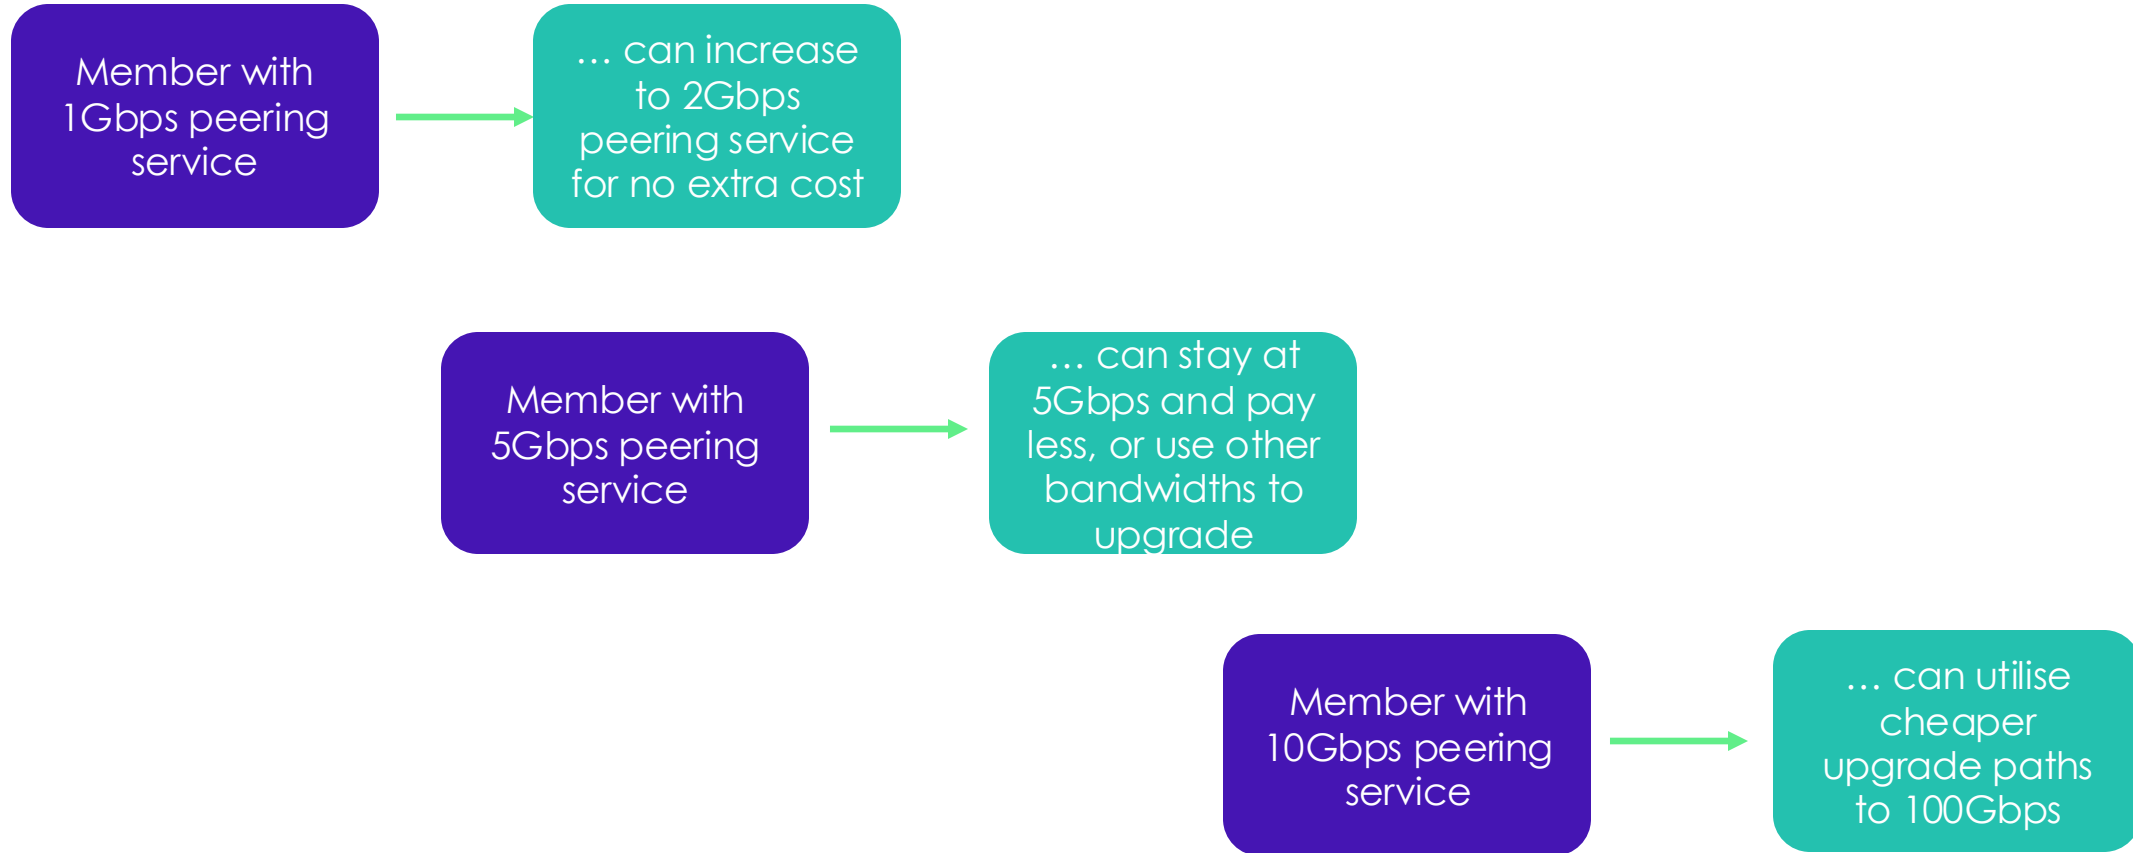 Member with
1Gbps peering
service
… can increase
to 2Gbps
peering service
for no extra cost
Member with
5Gbps peering
service
… can stay at
5Gbps and pay
less, or use other
bandwidths to
upgrade
Member with
10Gbps peering
service
… can utilise
cheaper
upgrade paths
to 100Gbps